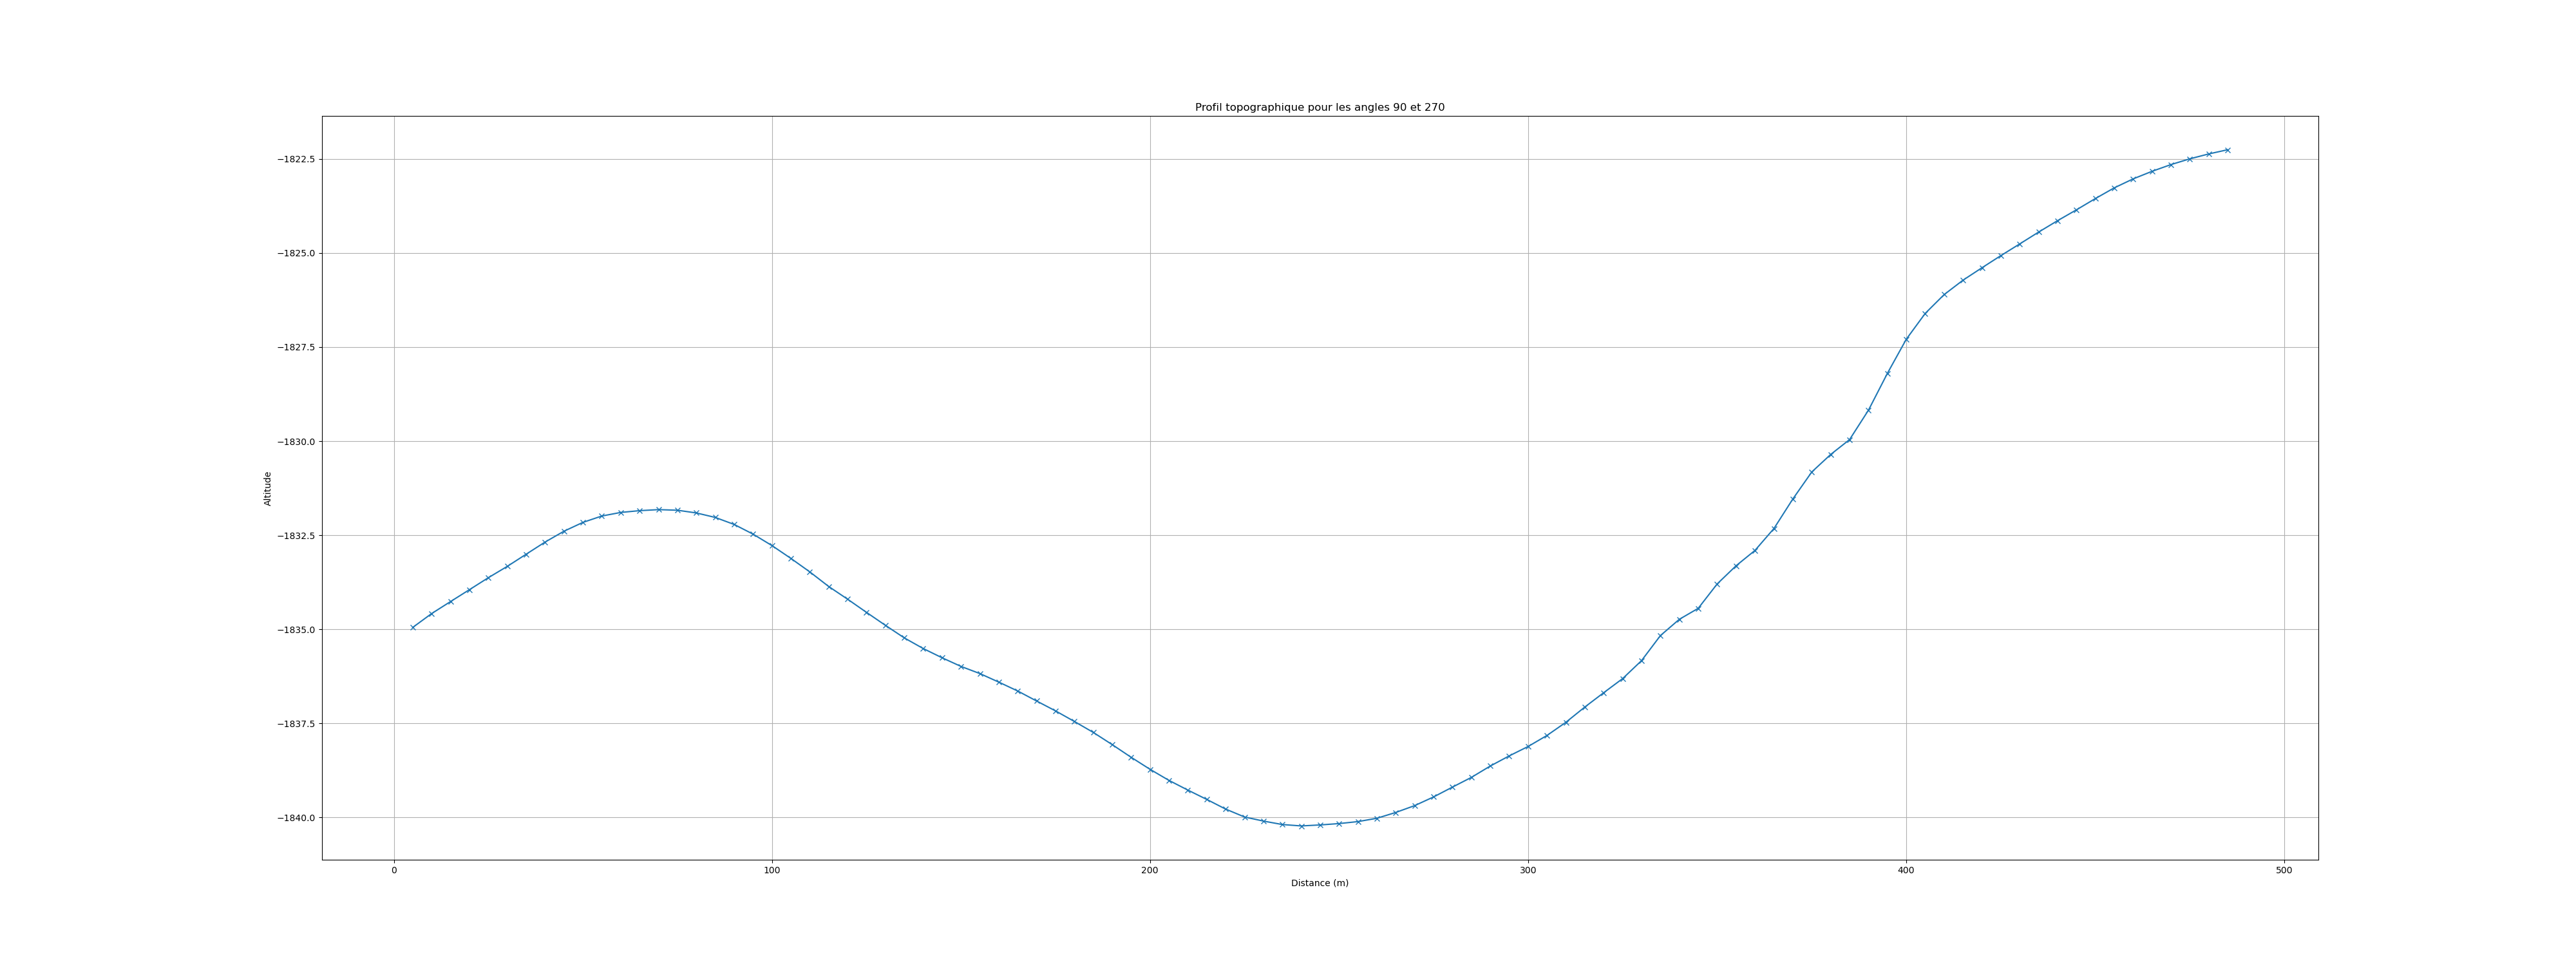 Profil topographique pour les angles 90 et 270
−1822.5
−1825.0
−1827.5
−1830.0
−1832.5
−1835.0
−1837.5
−1840.0
Altitude
0 100 200 300 400 500
Distance (m)